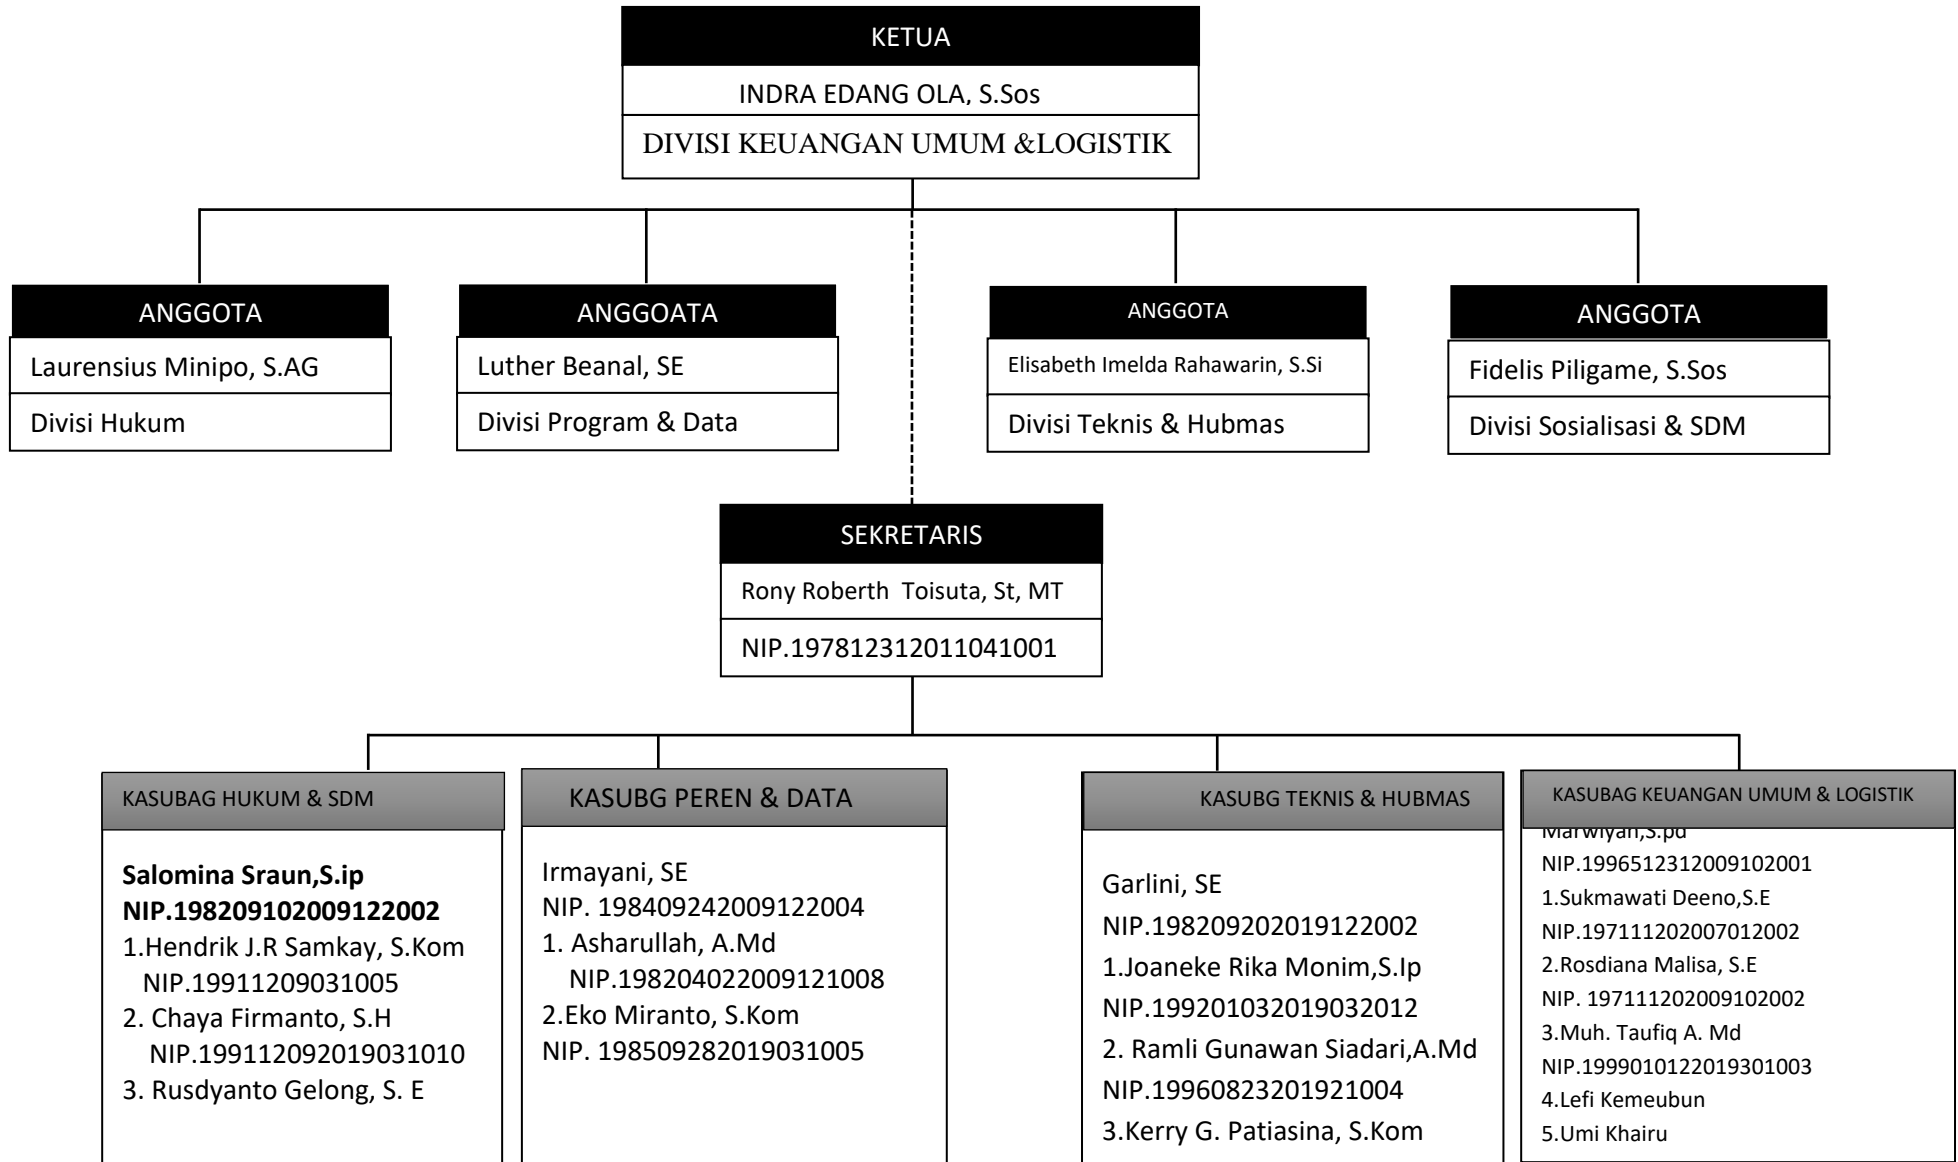 KETUA
INDRA EDANG OLA, S.Sos
DIVISI KEUANGAN UMUM &LOGISTIK
ANGGOTA
Laurensius Minipo, S.AG
Divisi Hukum
ANGGOATA
Luther Beanal, SE
Divisi Program & Data
ANGGOTA
Elisabeth Imelda Rahawarin, S.Si
Divisi Teknis & Hubmas
ANGGOTA
Fidelis Piligame, S.Sos
Divisi Sosialisasi & SDM
SEKRETARIS
Rony Roberth  Toisuta, St, MT
NIP.197812312011041001
KASUBAG HUKUM & SDM
Salomina Sraun,S.ip
NIP.198209102009122002
1.Hendrik J.R Samkay, S.Kom
NIP.19911209031005
2. Chaya Firmanto, S.H
NIP.199112092019031010
3. Rusdyanto Gelong, S. E
KASUBG PEREN & DATA
Irmayani, SE
NIP. 198409242009122004
1. Asharullah, A.Md
NIP.198204022009121008
2.Eko Miranto, S.Kom
NIP. 198509282019031005
KASUBG TEKNIS & HUBMAS
Garlini, SE
NIP.198209202019122002
1.Joaneke Rika Monim,S.Ip
NIP.199201032019032012
2. Ramli Gunawan Siadari,A.Md
NIP.19960823201921004
3.Kerry G. Patiasina, S.Kom
KASUBAG KEUANGAN UMUM & LOGISTIK
Marwiyah,S.pd
NIP.1996512312009102001
1.Sukmawati Deeno,S.E
NIP.197111202007012002
2.Rosdiana Malisa, S.E
NIP. 197111202009102002
3.Muh. Taufiq A. Md
NIP.1999010122019301003
4.Lefi Kemeubun
5.Umi Khairu